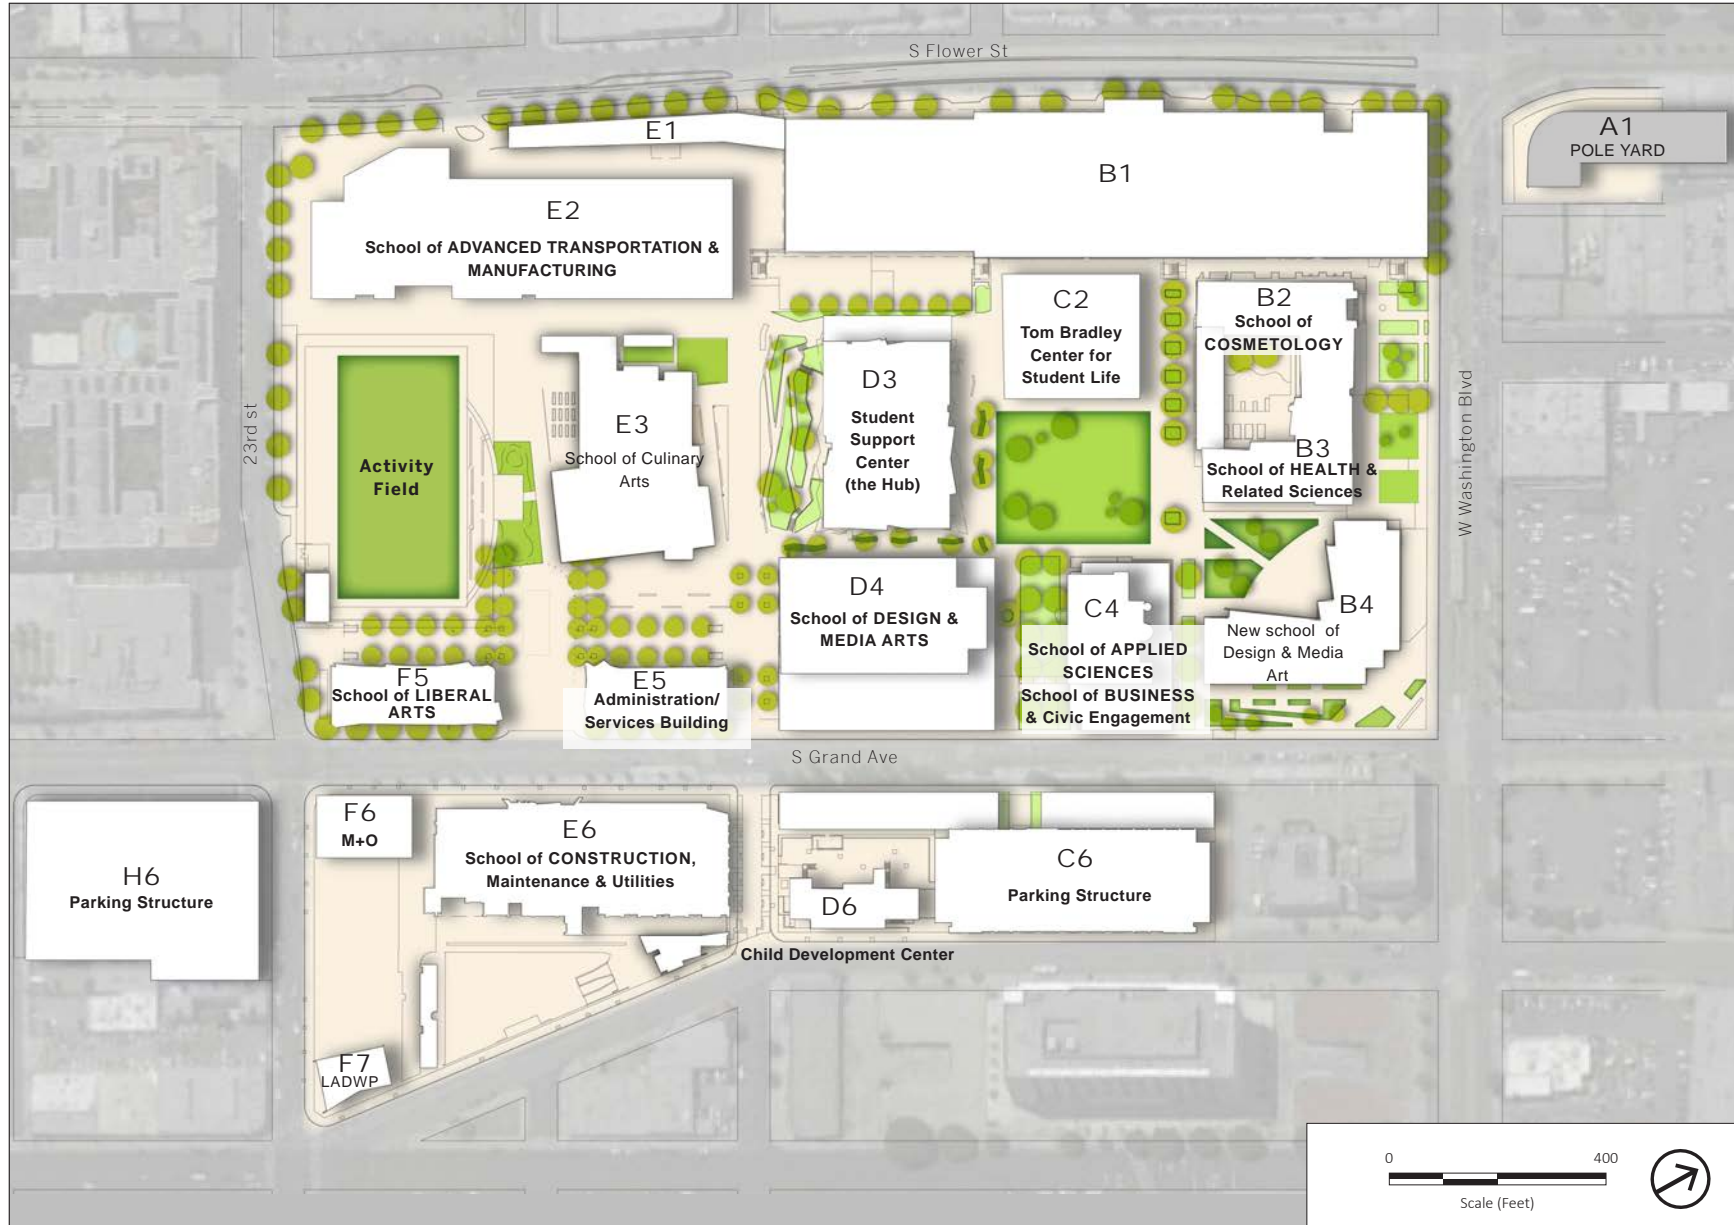 S Flower St
E1
A1
POLE YARD
B1
E2
School of ADVANCED TRANSPORTATION &
MANUFACTURING
C2
Tom Bradley
Center for
Student Life
B2
School of
COSMETOLOGY
D3
Student
Support
Center
(the Hub)
E3
School of Culinary
Arts
23rd st
Activity
Field
B3
School of HEALTH &
Related Sciences
W Washington Blvd
D4
School of DESIGN &
MEDIA ARTS
C4
School of APPLIED
SCIENCES
School of BUSINESS
& Civic Engagement
B4
New school of
Design & Media
Art
F5
School of LIBERAL
ARTS
E5
Administration/
Services Building
S Grand Ave
F6
M+O
E6
School of CONSTRUCTION,
Maintenance & Utilities
C6
Parking Structure
H6
Parking Structure
D6
Child Development Center
F7
LADWP
0
400
Scale (Feet)